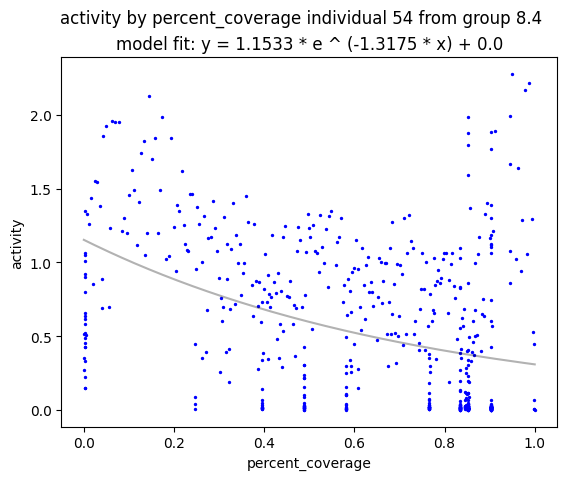 activity by percent_coverage individual 54 from group 8.4
model fit: y = 1.1533 * e ^ (-1.3175 * x) + 0.0
2.0
1.5
1.0
0.5
0.0
activity
0.0 0.2 0.4 0.6 0.8 1.0
percent_coverage